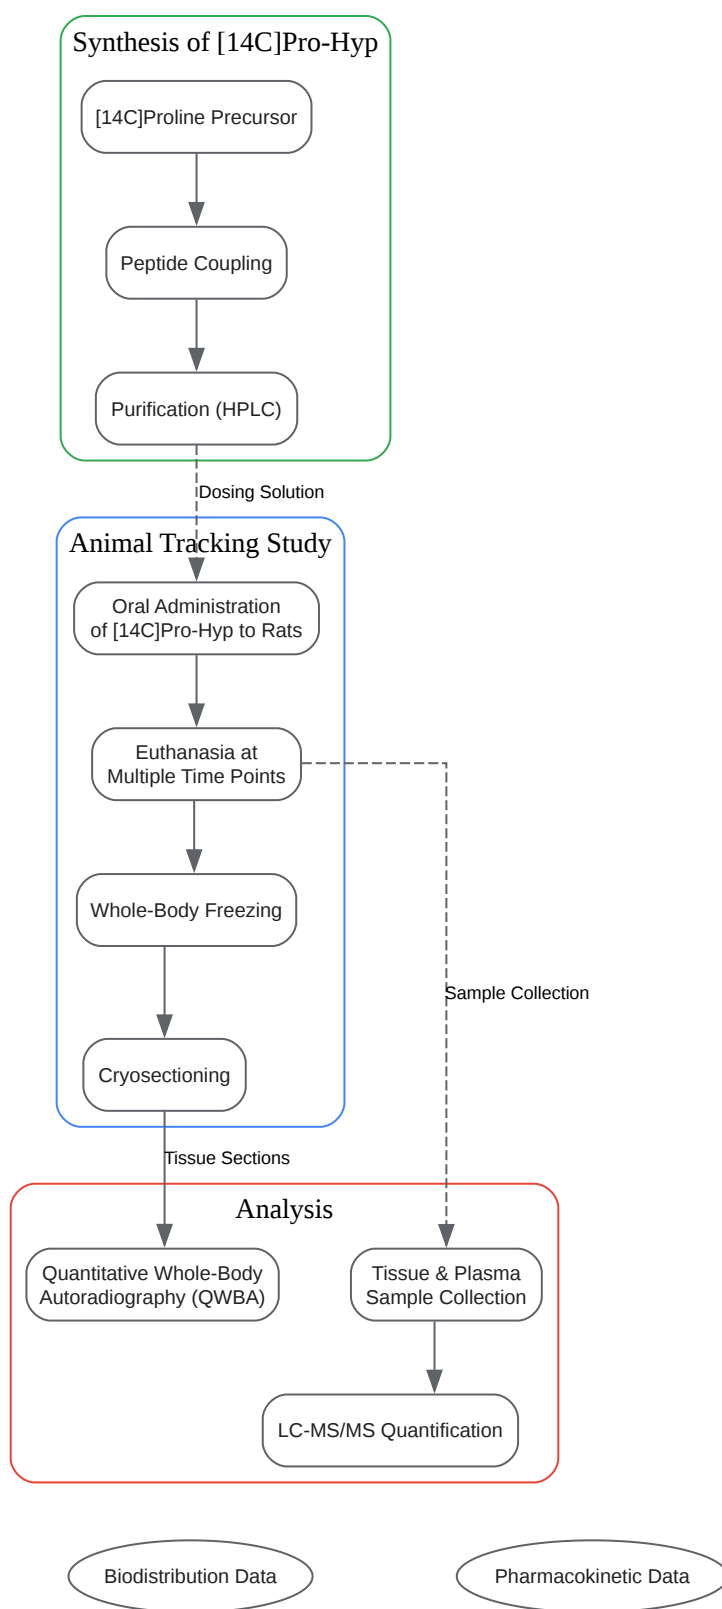 Synthesis of [14C]Pro-Hyp
[14C]Proline Precursor
Peptide Coupling
Purification (HPLC)
Dosing Solution
Animal Tracking Study
Oral Administration
of [14C]Pro-Hyp to Rats
Euthanasia at
Multiple Time Points
Whole-Body Freezing
Sample Collection
Cryosectioning
Tissue Sections
Analysis
Quantitative Whole-Body
Autoradiography (QWBA)
Tissue & Plasma
Sample Collection
LC-MS/MS Quantification
Biodistribution Data
Pharmacokinetic Data